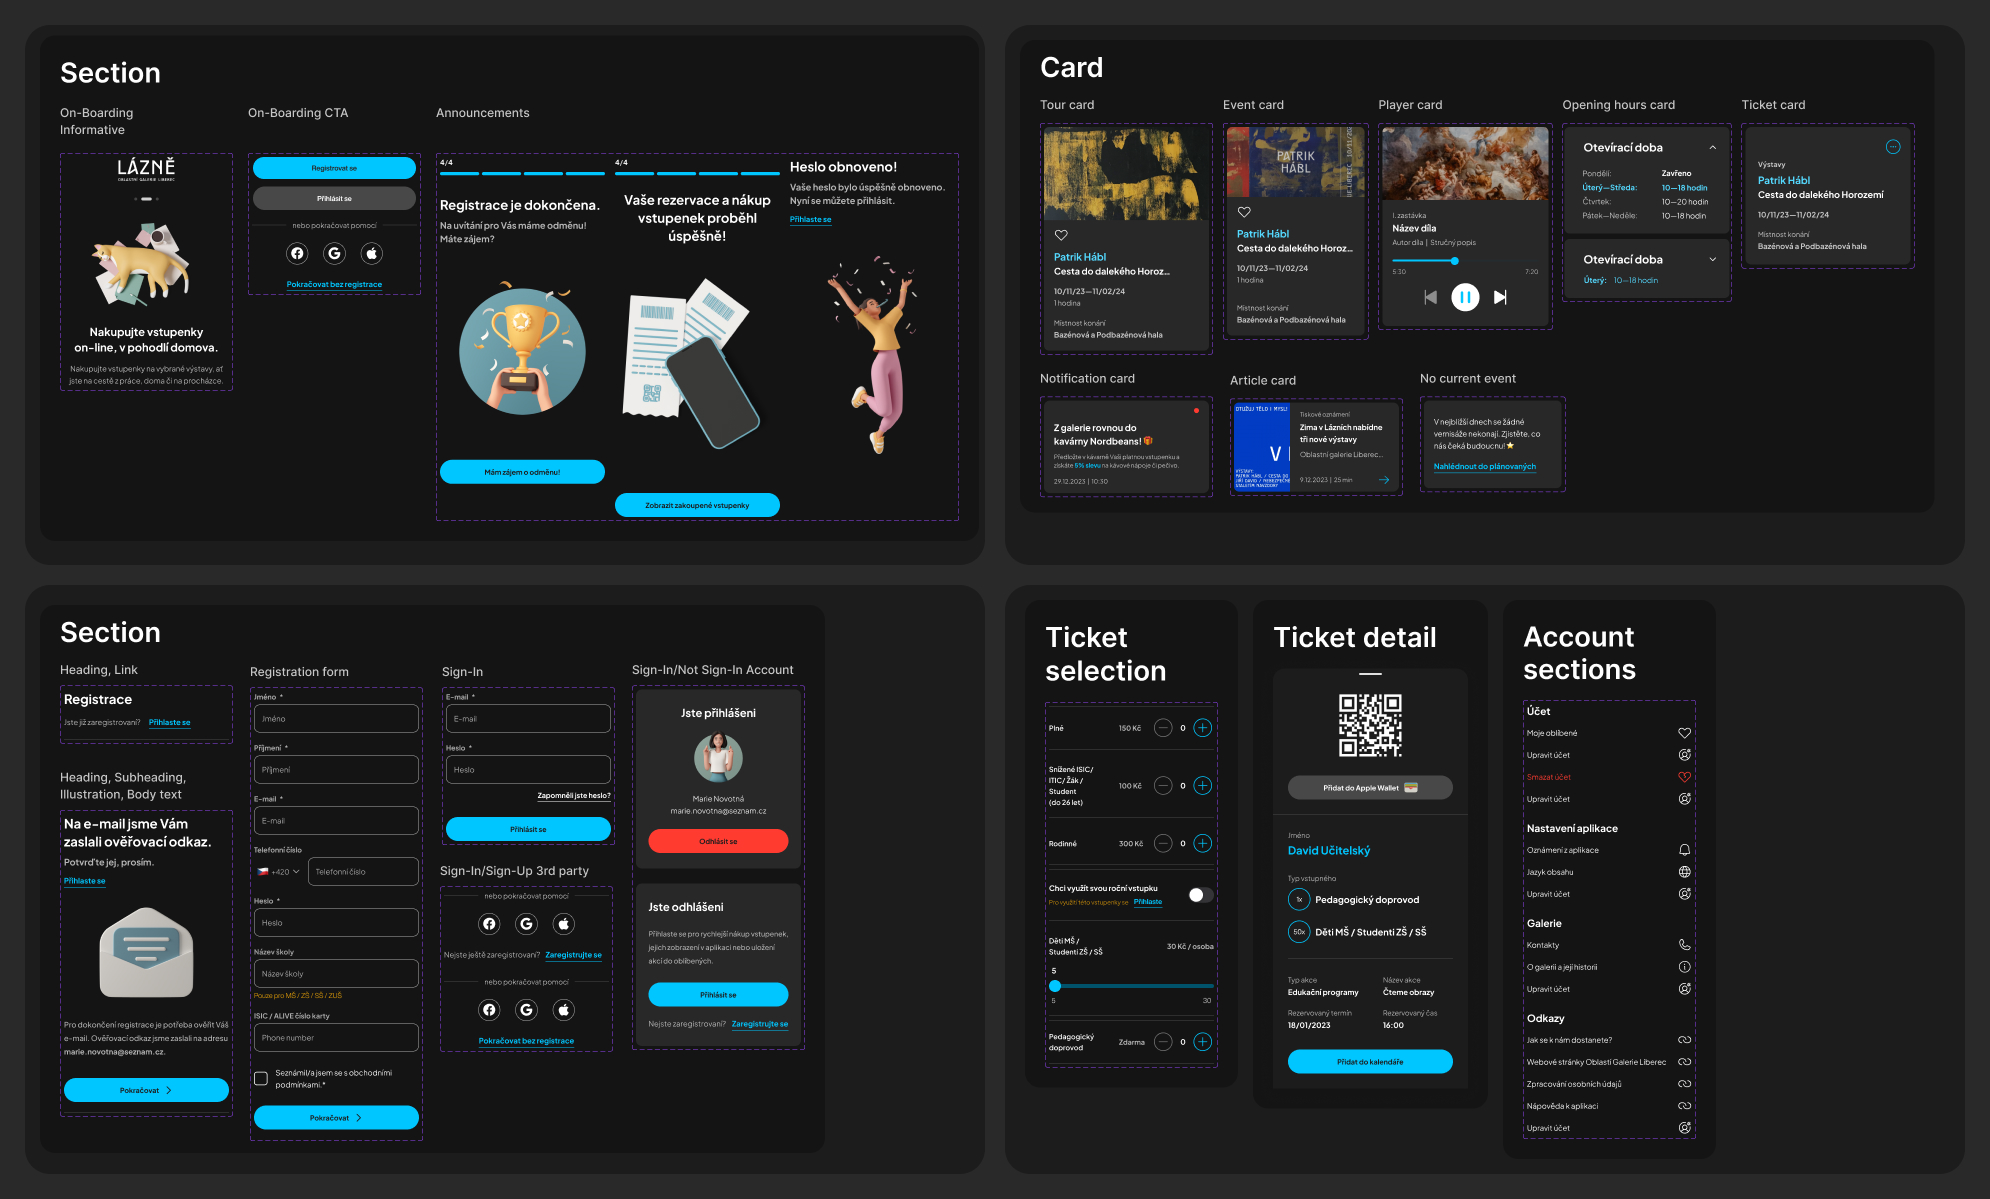 Section
On-Boarding
Informative
LÁZNĚ
OBLASTNÍ GALERIE LIBEREC
Nakupujte vstupenky
on-line, v pohodlí domova.
Nakupujte vstupenky na vybrané výstavy, ať
jste na cestě z práce, doma či na procházce.
On-Boarding CTA
Registrovat se
Přihlásit se
nebo pokračovat pomocí
Pokračovat bez registrace
Announcements
4/4
Registrace je dokončena.
Na uvítání pro Vás máme odměnu!
Máte zájem?
Mám zájem o odměnu!
4/4
Vaše rezervace a nákup
vstupenek proběhl
úspěšně!
Zobrazit zakoupené vstupenky
Heslo obnoveno!
Vaše heslo bylo úspěšně obnoveno.
Nyní se můžete přihlásit.
Přihlaste se
Card
Tour card
Patrik Hábl
Cesta do dalekého Horoz...
10/11/23—11/02/24
1 hodina
Místnost konání
Bazénová a Podbazénová hala
Event card
PATRIK
HÁBL
Patrik Hábl
Cesta do dalekého Horoz...
10/11/23—11/02/24
1 hodina
Místnost konání
Bazénová a Podbazénová hala
Player card
I. zastávka
Název díla
Autor díla | Stručný popis
5:30
7:20
Opening hours card
Otevírací doba
Pondělí: Zavřeno
Úterý—Středa: 10—18 hodin
Čtvrtek: 10—20 hodin
Pátek—Neděle: 10—18 hodin
Otevírací doba
Úterý: 10—18 hodin
Ticket card
Výstavy
Patrik Hábl
Cesta do dalekého Horozemí
10/11/23—11/02/24
Místnost konání
Bazénová a Podbazénová hala
Notification card
Z galerie rovnou do
kavárny Nordbeans!
Předložte v kavárně Vaši platnou vstupenku a
získáte 5% slevu na kávové nápoje či pečivo.
29.12.2023 | 10:30
Article card
OTUŽUJ TĚLO I MYSL!
V
VÝSTAVY:
PATRIK HÁBL / CESTA DO
JIŘÍ DAVID / NEBEZPEČNĚ
Tiskové oznámení
Zima v Lázních nabídne
tři nové výstavy
Oblastní galerie Liberec...
9.12.2023 | 25 min
No current event
V nejbližší dnech se žádné
vernisáže nekonají. Zjistěte, co
nás čeká budoucnu!
Nahlédnout do plánovaných
Section
Heading, Link
Registrace
Jste již zaregistrovaní? Přihlaste se
Heading, Subheading,
Illustration, Body text
Na e-mail jsme Vám
zaslali ověřovací odkaz.
Potvrďte jej, prosím.
Přihlaste se
Pro dokončení registrace je potřeba ověřit Váš
e-mail. Ověřovací odkaz jsme zaslali na adresu
marie.novotna@seznam.cz.
Pokračovat
Registration form
Jméno *
Jméno
Příjmení *
Příjmení
E-mail *
E-mail
Telefonní číslo
+420
Telefonní číslo
Heslo *
Heslo
Název školy
Název školy
Pouze pro MŠ / ZŠ / SŠ / ZUŠ
ISIC / ALIVE číslo karty
Phone number
Seznámil/a jsem se s obchodními
podmínkami.*
Pokračovat
Sign-In
E-mail *
E-mail
Heslo *
Heslo
Zapomněli jste heslo?
Přihlásit se
Sign-In/Sign-Up 3rd party
nebo pokračovat pomocí
Nejste ještě zaregistrovaní? Zaregistrujte se
nebo pokračovat pomocí
Pokračovat bez registrace
Sign-In/Not Sign-In Account
Jste přihlášeni
Marie Novotná
marie.novotna@seznam.cz
Odhlásit se
Jste odhlášeni
Přihlaste se pro rychlejší nákup vstupenek,
jejich zobrazení v aplikaci nebo uložení
akcí do oblíbených.
Přihlásit se
Nejste zaregistrovaní? Zaregistrujte se
Ticket
selection
Plné 150 Kč 0
Snížené ISIC/
ITIC/ Žák /
Student
(do 26 let)
100 Kč 0
Rodinné 300 Kč 0
Chci využít svou roční vstupku
Pro využití této vstupenky se Přihlaste
Děti MŠ /
Studenti ZŠ / SŠ
30 Kč / osoba
5
5 30
Pedagogický
doprovod
Zdarma 0
Ticket detail
Přidat do Apple Wallet
Jméno
David Učitelský
Typ vstupného
1x Pedagogický doprovod
50x Děti MŠ / Studenti ZŠ / SŠ
Typ akce
Edukační programy
Název akce
Čteme obrazy
Rezervovaný termín
18/01/2023
Rezervovaný čas
16:00
Přidat do kalendáře
Account
sections
Účet
Moje oblíbené
Upravit účet
Smazat účet
Upravit účet
Nastavení aplikace
Oznámení z aplikace
Jazyk obsahu
Upravit účet
Galerie
Kontakty
O galerii a její historii
Upravit účet
Odkazy
Jak se k nám dostanete?
Webové stránky Oblastí Galerie Liberec
Zpracování osobních údajů
Nápověda k aplikaci
Upravit účet